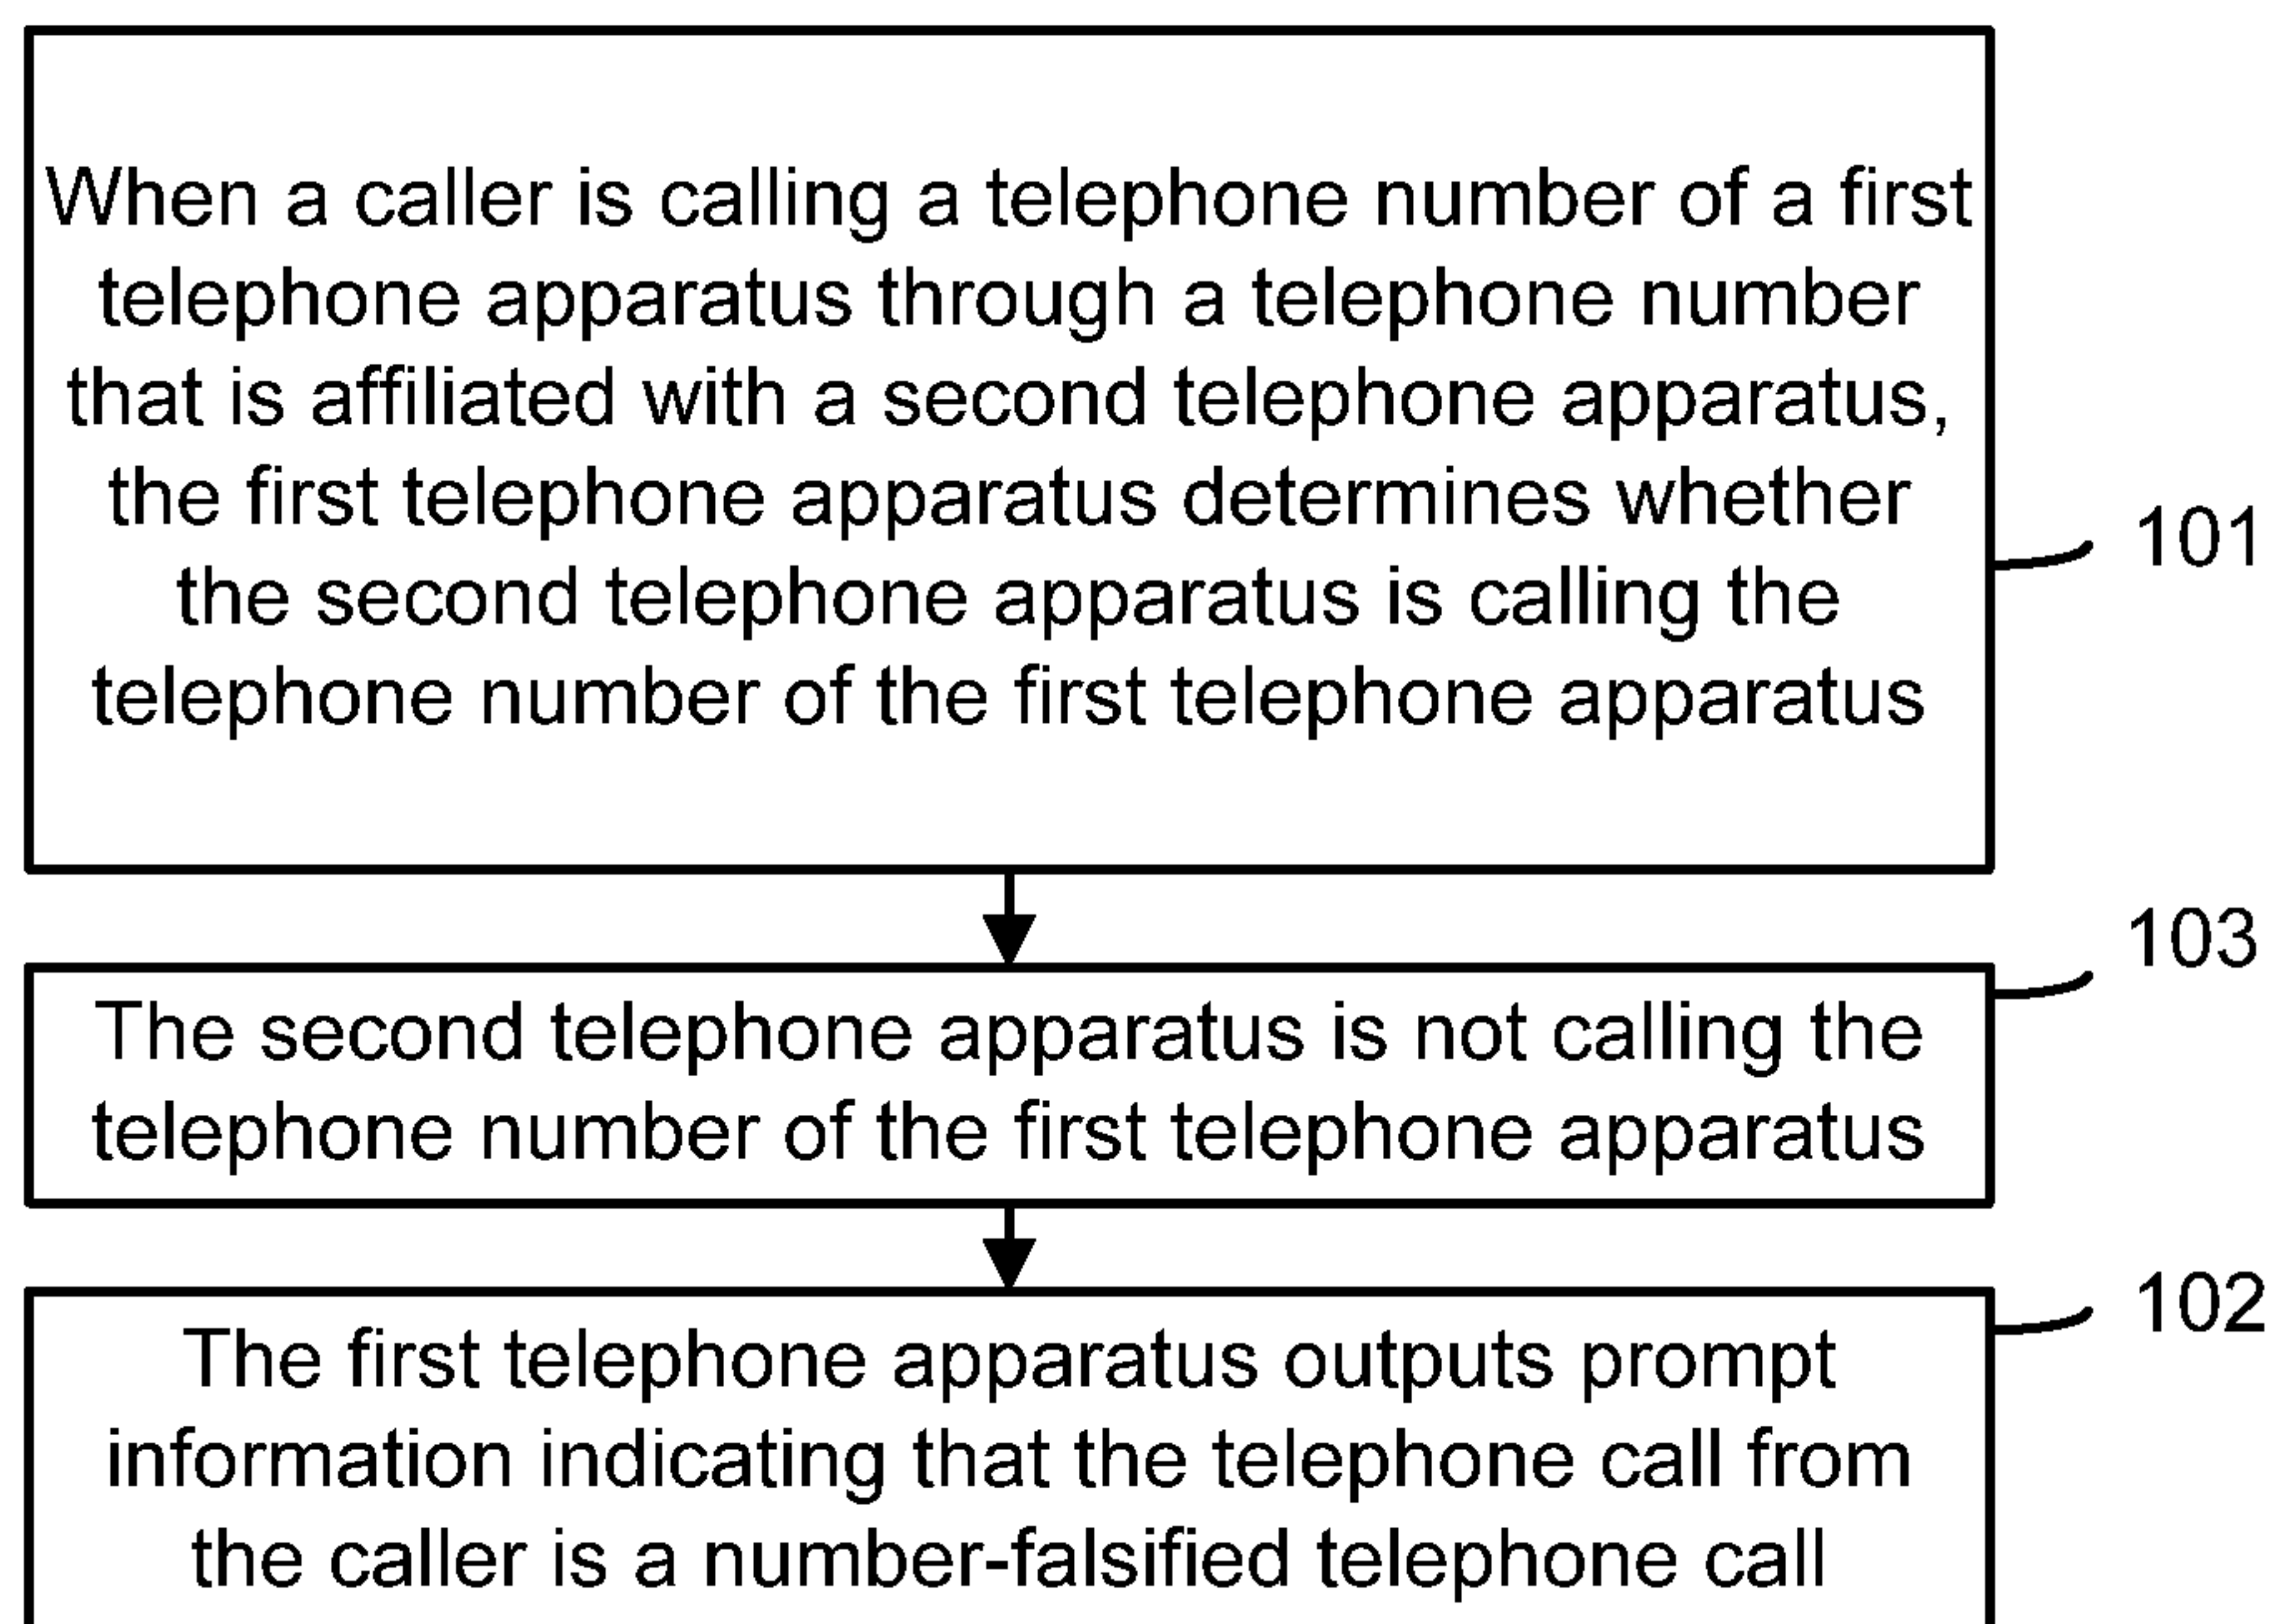 When a caller is calling a telephone number of a first
telephone apparatus through a telephone number
that is affiliated with a second telephone apparatus,
the first telephone apparatus determines whether
the second telephone apparatus is calling the
telephone number of the first telephone apparatus
101
103
The second telephone apparatus is not calling the
telephone number of the first telephone apparatus
102
The first telephone apparatus outputs prompt
information indicating that the telephone call from
the caller is a number-falsified telephone call